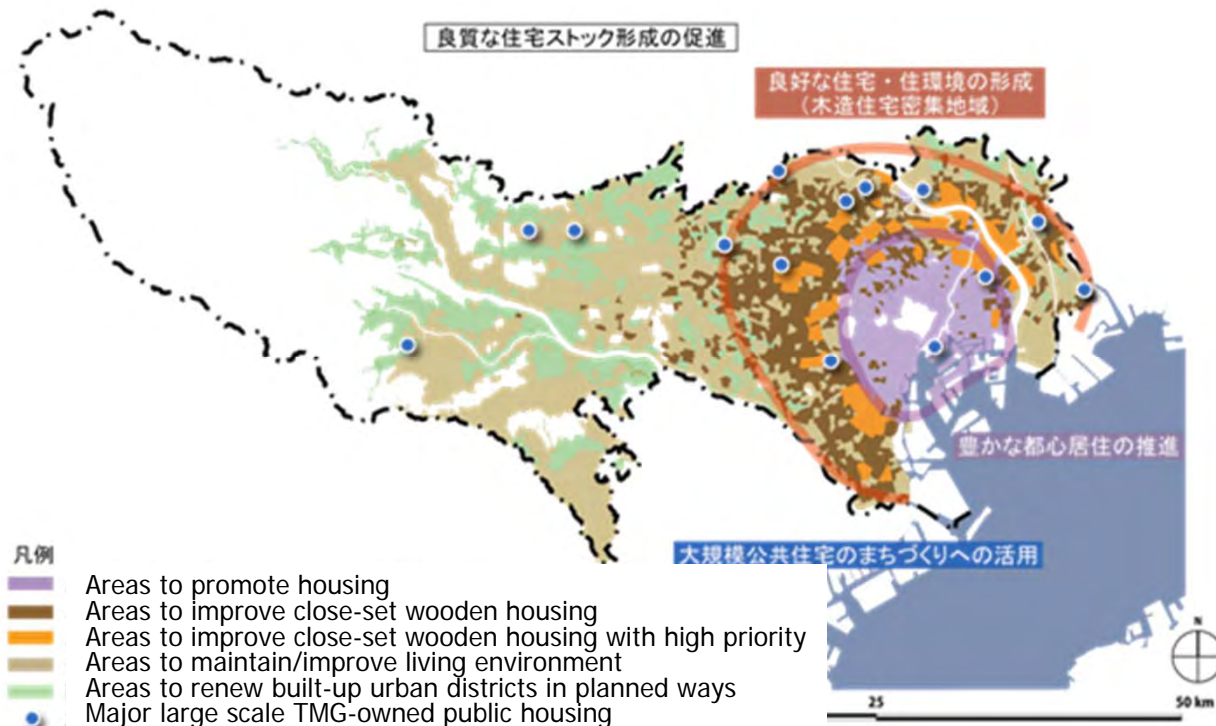 良質な住宅ストック形成の促進
良好な住宅・住環境の形成
（木造住宅密集地域）
豊かな都心居住の推進
大規模公共住宅のまちづくりへの活用
凡例
Areas to promote housing
Areas to improve close-set wooden housing
Areas to improve close-set wooden housing with high priority
Areas to maintain/improve living environment
Areas to renew built-up urban districts in planned ways
Major large scale TMG-owned public housing
N
25
50 km